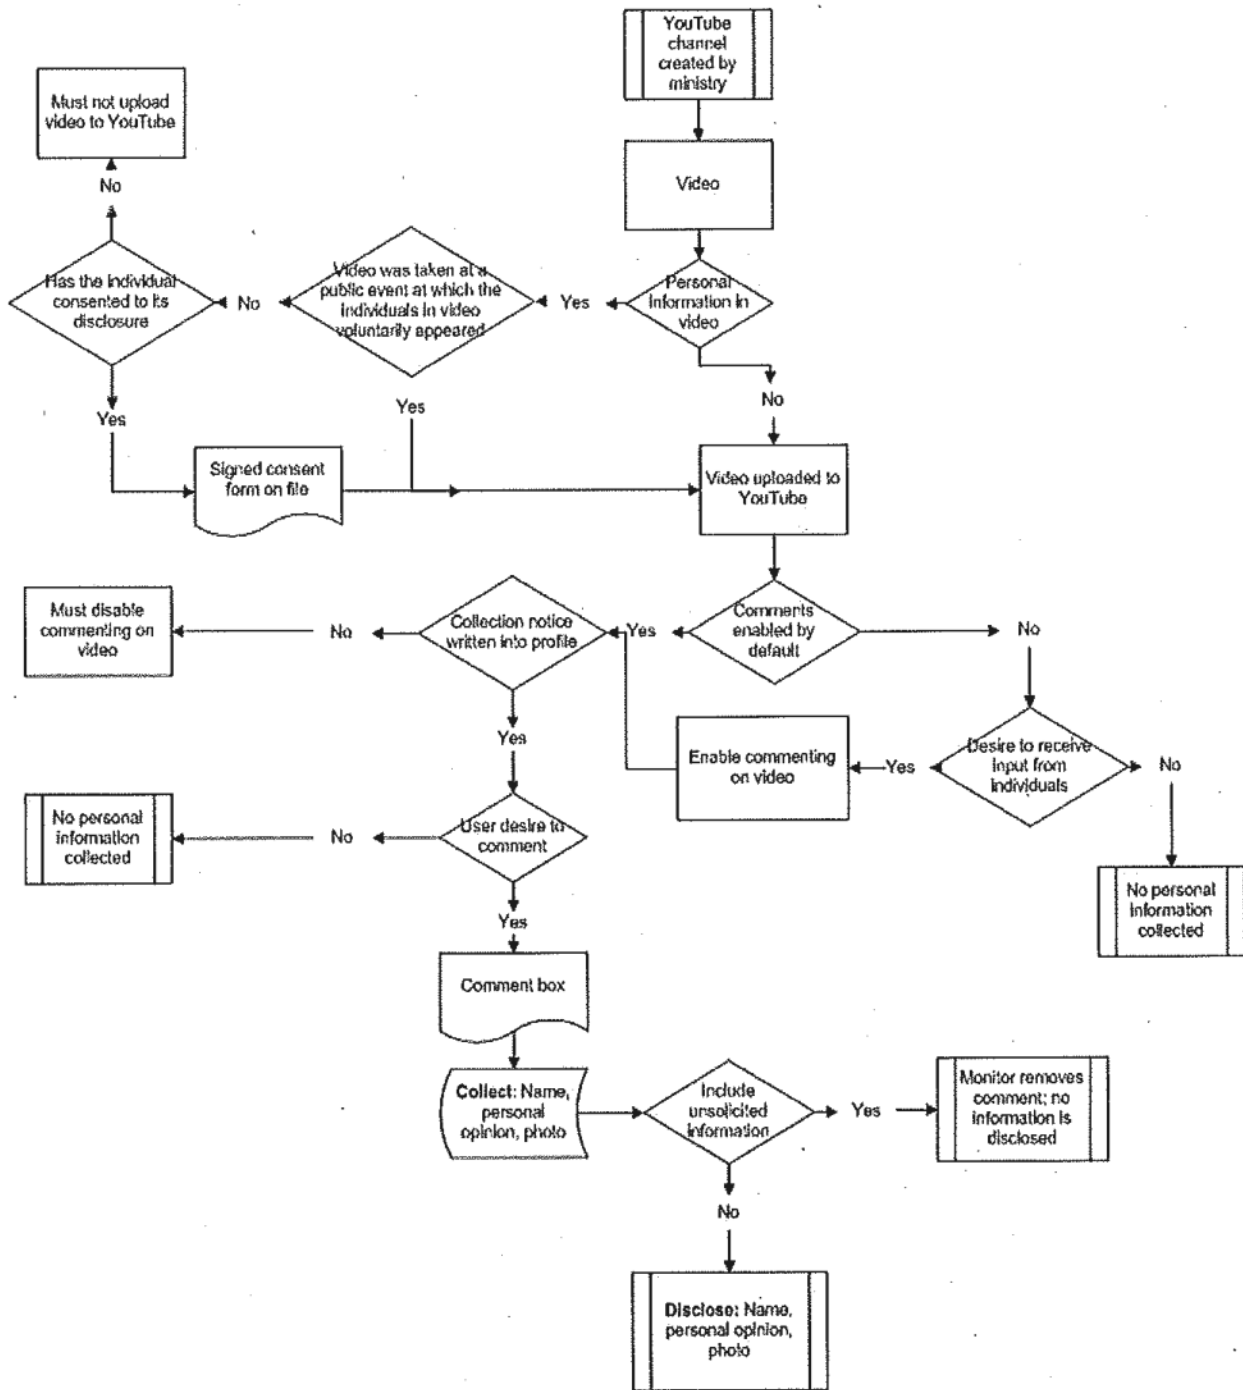 YouTube
channel
created by
ministry
Must not upload
video to YouTube
Video
No
Has the individual
consented to its
disclosure
No
Video was taken at a
public event at which the
individuals in video
voluntarily appeared
Yes
Personal
information in
video
No
Yes
Yes
Signed consent
form on file
Video uploaded to
YouTube
Must disable
commenting on
video
No
Collection notice
written into profile
Yes
Comments
enabled by
default
No
Yes
Enable commenting
on video
Yes
Desire to receive
input from
individuals
No
No personal
information
collected
No
User desire to
comment
No personal
information
collected
Yes
Comment box
Collect: Name,
personal
opinion, photo
Include
unsolicited
information
Yes
Monitor removes
comment; no
information is
disclosed
No
Disclose: Name,
personal opinion,
photo